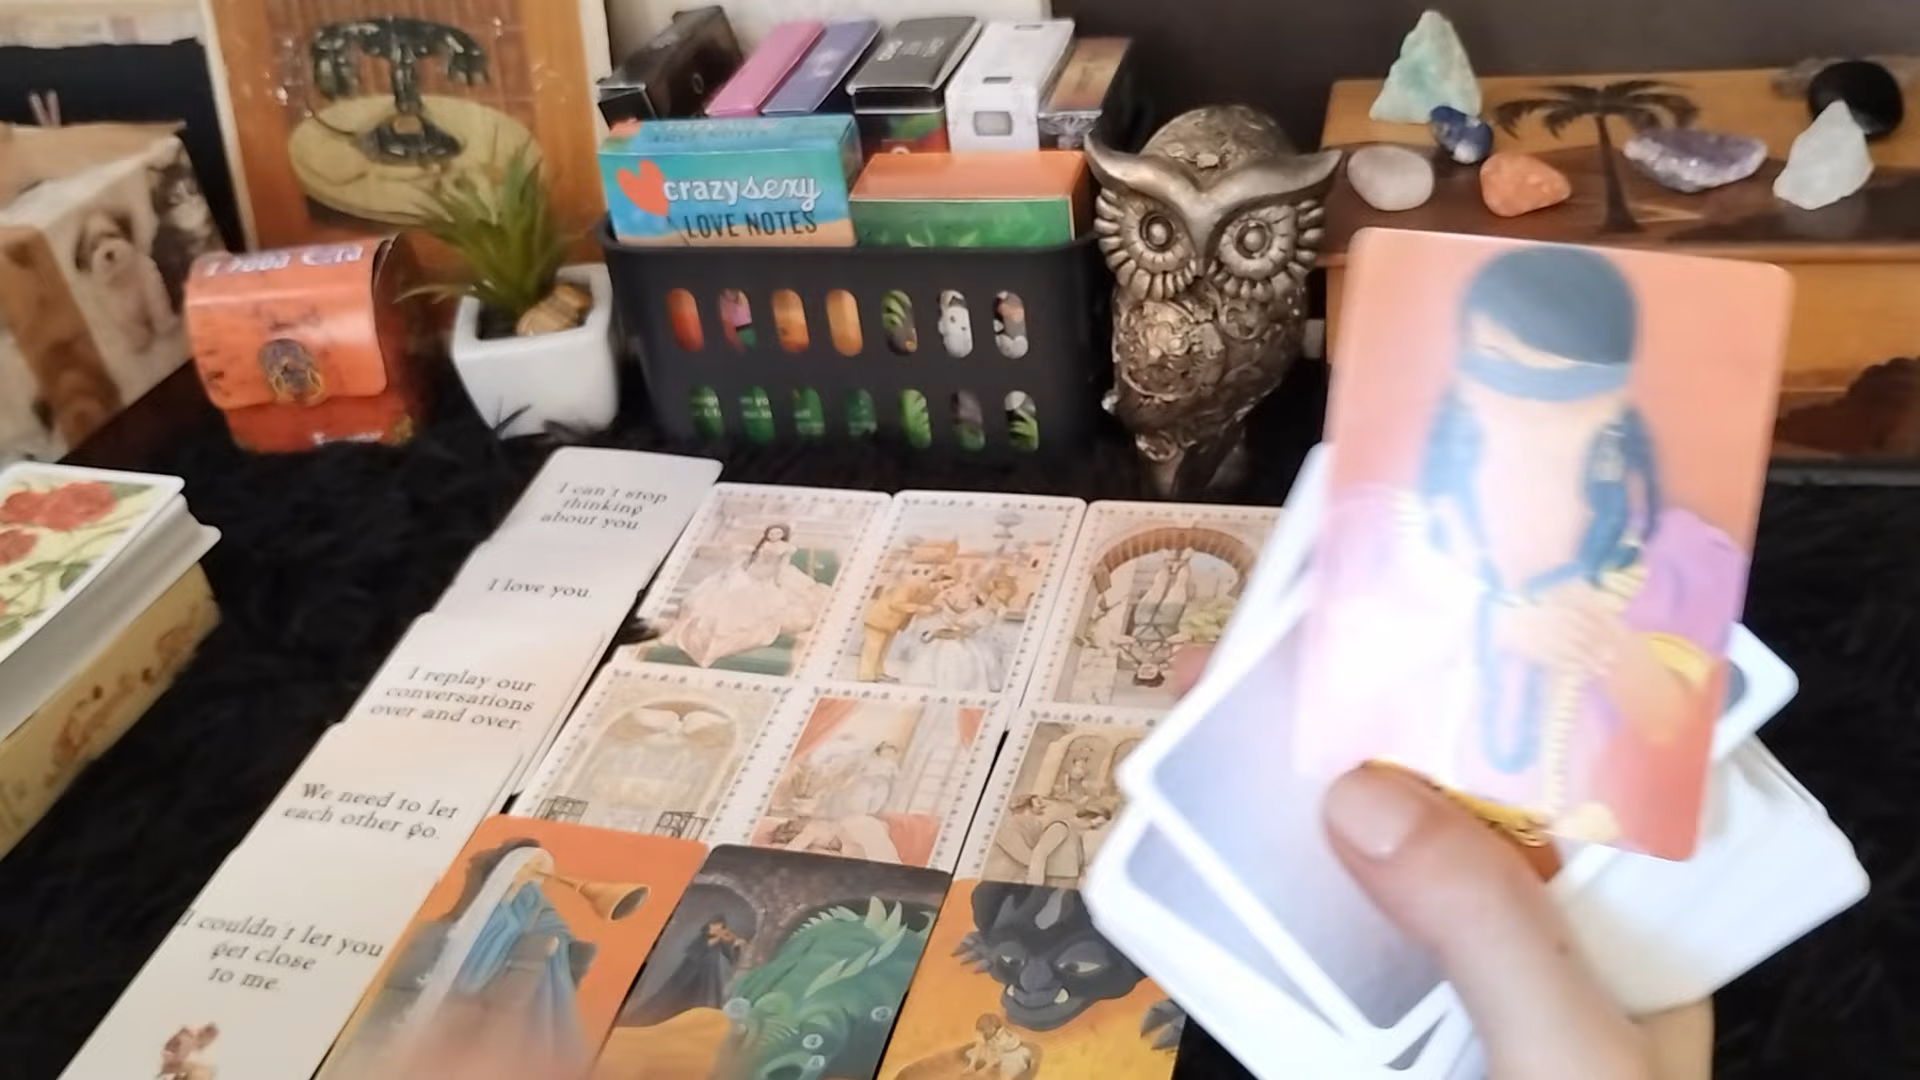 crazy sexy
LOVE NOTES
I can't stop
thinking
about you.
I love you.
I replay our
conversations
over and over.
We need to let
each other go.
I couldn't let you
get close
to me.